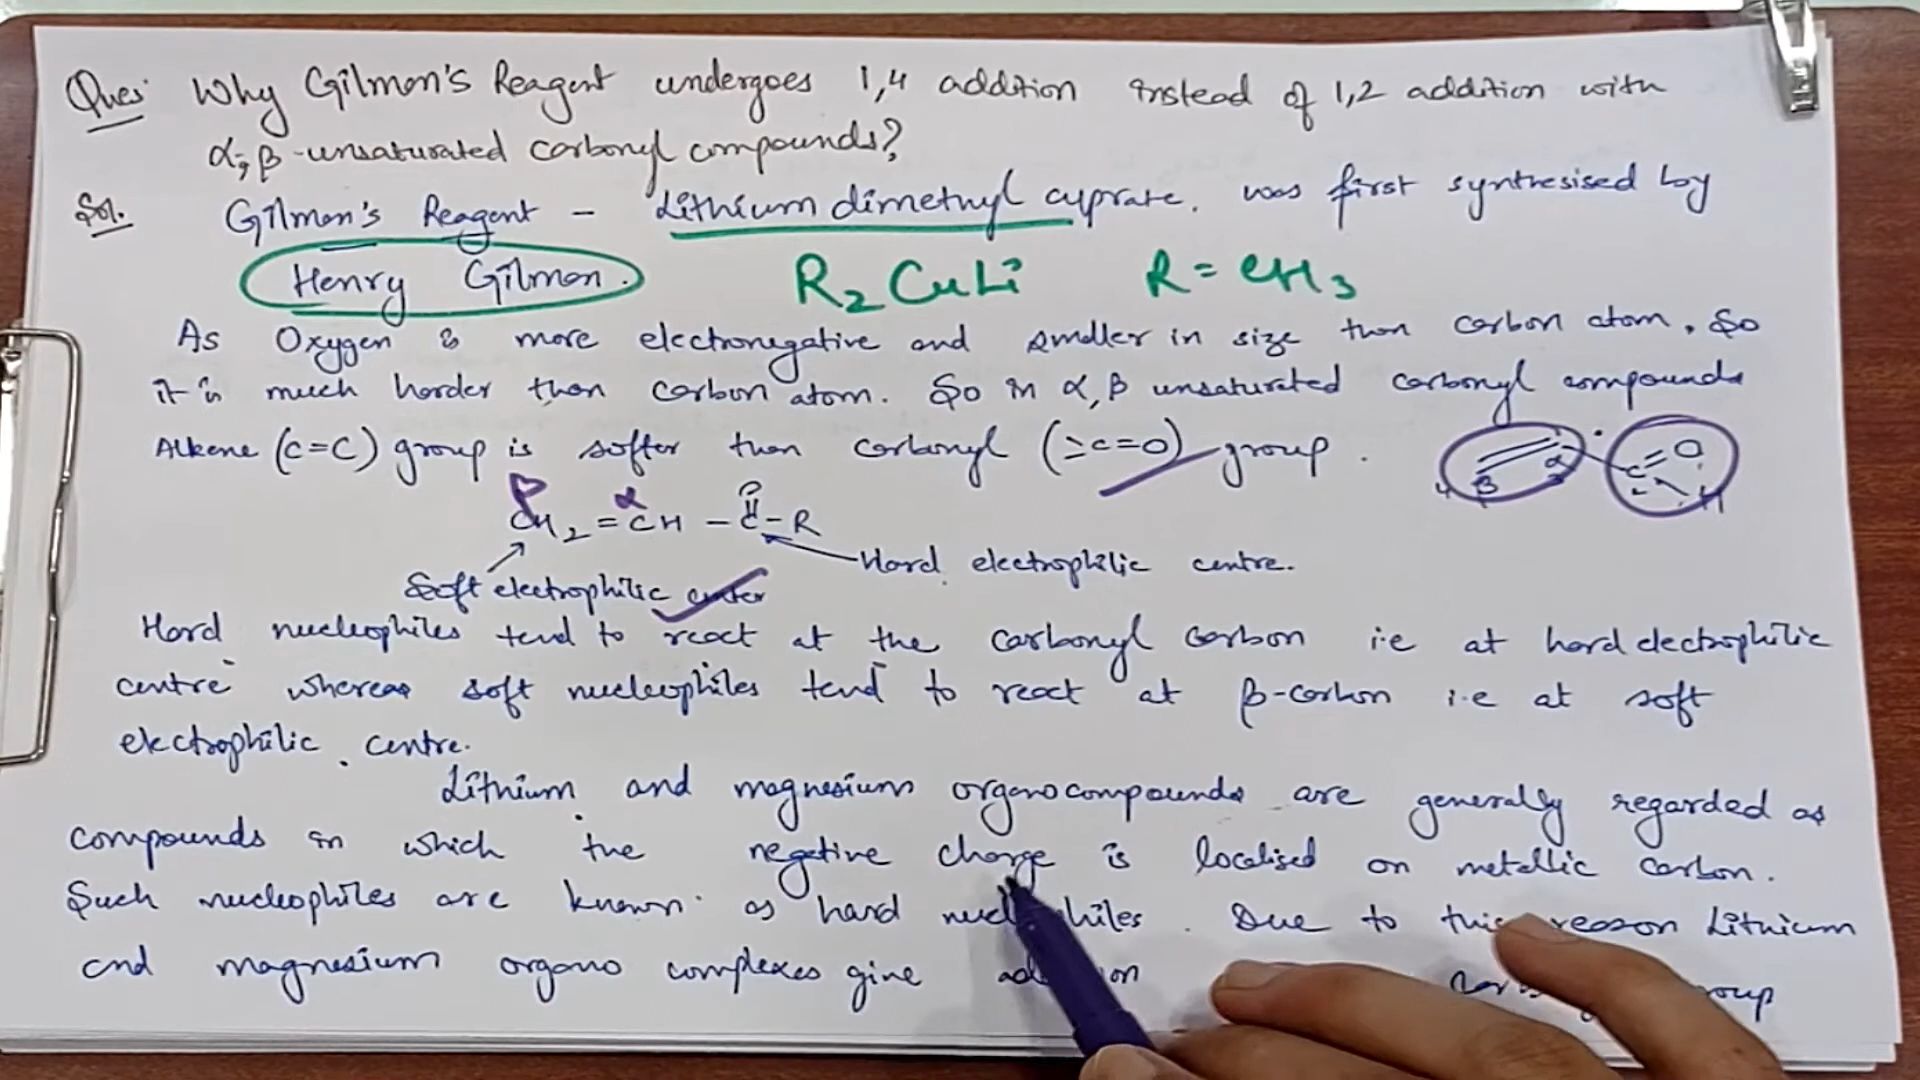 Ques: Why Gilman's Reagent undergoes 1,4 addition instead of 1,2 addition with
α,β-unsaturated carbonyl compounds?
Sol. Gilman's Reagent - Lithium dimethyl cuprate. was first synthesised by
Henry Gilman. R2CuLi R=CH3
As Oxygen is more electronegative and smaller in size than carbon atom. So
it is much harder than carbon atom. So in α,β unsaturated carbonyl compounds
Alkene (C=C) group is softer than carbonyl (>C=O) group.
β α C O H
β α O
CH2=CH-C-R
Hard electrophilic centre.
Soft electrophilic center
Hard nucleophiles tend to react at the carbonyl carbon i.e at hard electrophilic
centre whereas soft nucleophiles tend to react at β-carbon i.e at soft
electrophilic centre.
Lithium and magnesium organocompounds are generally regarded as
compounds in which the negative charge is localised on metallic carbon.
Such nucleophiles are known as hard nucleophiles. Due to this reason Lithium
and magnesium organo complexes give addition group